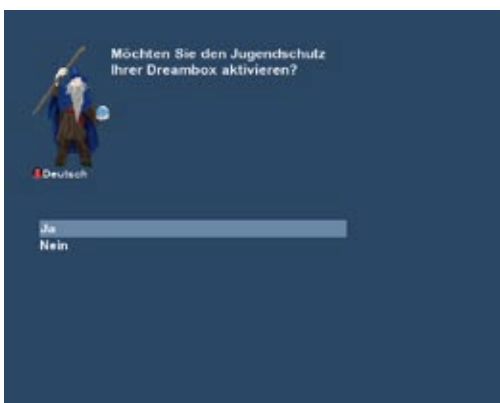 Möchten Sie den Jugendschutz
Ihrer Dreambox aktivieren?
Deutsch
Ja
Nein